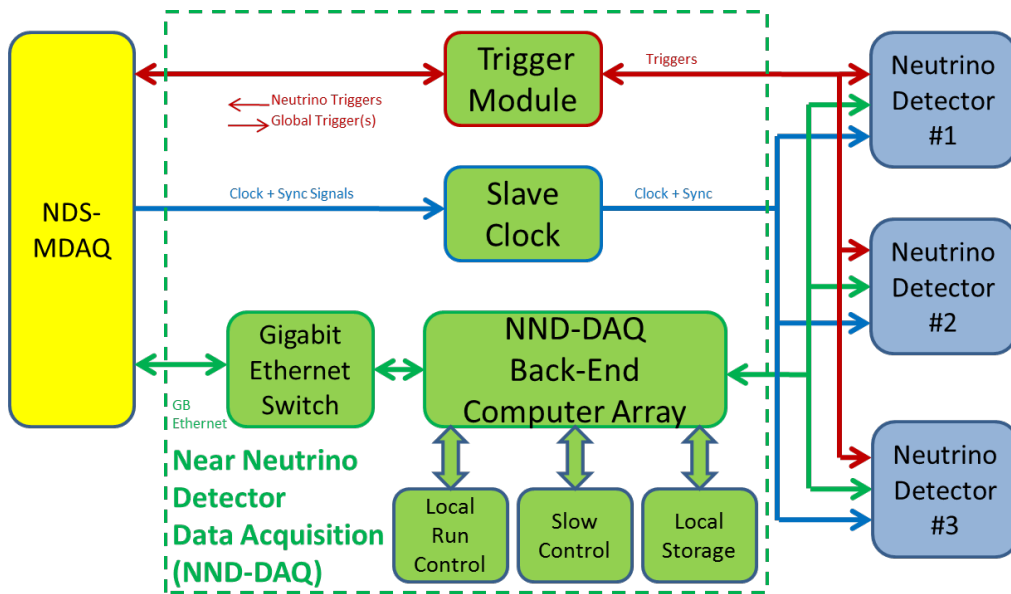 Trigger
Module
Triggers
Neutrino Triggers
Global Trigger(s)
Neutrino
Detector
#1
NDS-
MDAQ
Clock + Sync Signals
Slave
Clock
Clock + Sync
Neutrino
Detector
#2
Gigabit
Ethernet
Switch
NND-DAQ
Back-End
Computer Array
GB
Ethernet
Near Neutrino
Detector
Data Acquisition
(NND-DAQ)
Local
Run
Control
Slow
Control
Local
Storage
Neutrino
Detector
#3